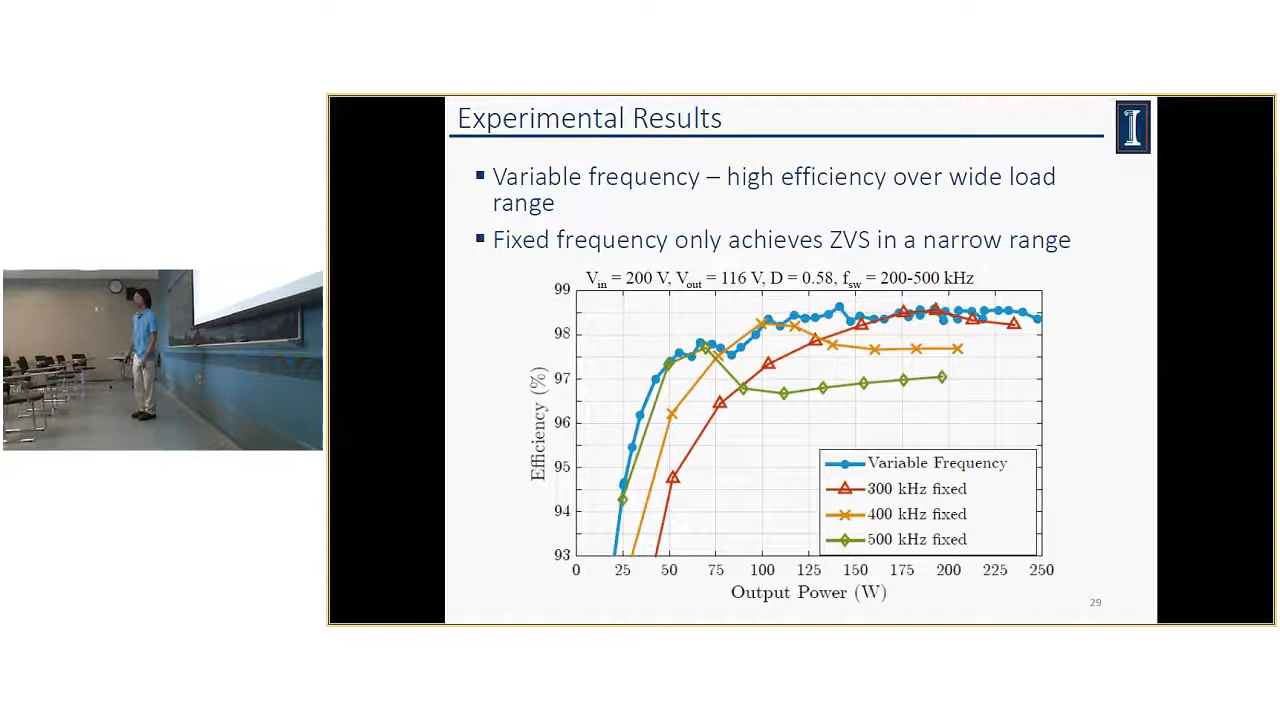 Experimental Results
I
▪ Variable frequency – high efficiency over wide load
range
▪ Fixed frequency only achieves ZVS in a narrow range
Vin = 200 V, Vout = 116 V, D = 0.58, fsw = 200-500 kHz
99
98
97
96
95
94
93
Efficiency (%)
Variable Frequency
300 kHz fixed
400 kHz fixed
500 kHz fixed
0 25 50 75 100 125 150 175 200 225 250
Output Power (W)
29